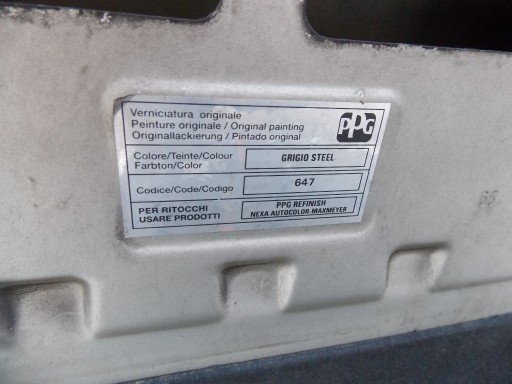 Verniciatura originale
Peinture originale / Original painting
Originallackierung / Pintado original
PPG
Colore/Teinte/Colour
Farbton/Color
GRIGIO STEEL
Codice/Code/Codigo
647
PER RITOCCHI
USARE PRODOTTI
PPG REFINISH
NEXA AUTOCOLOR-MAXMEYER